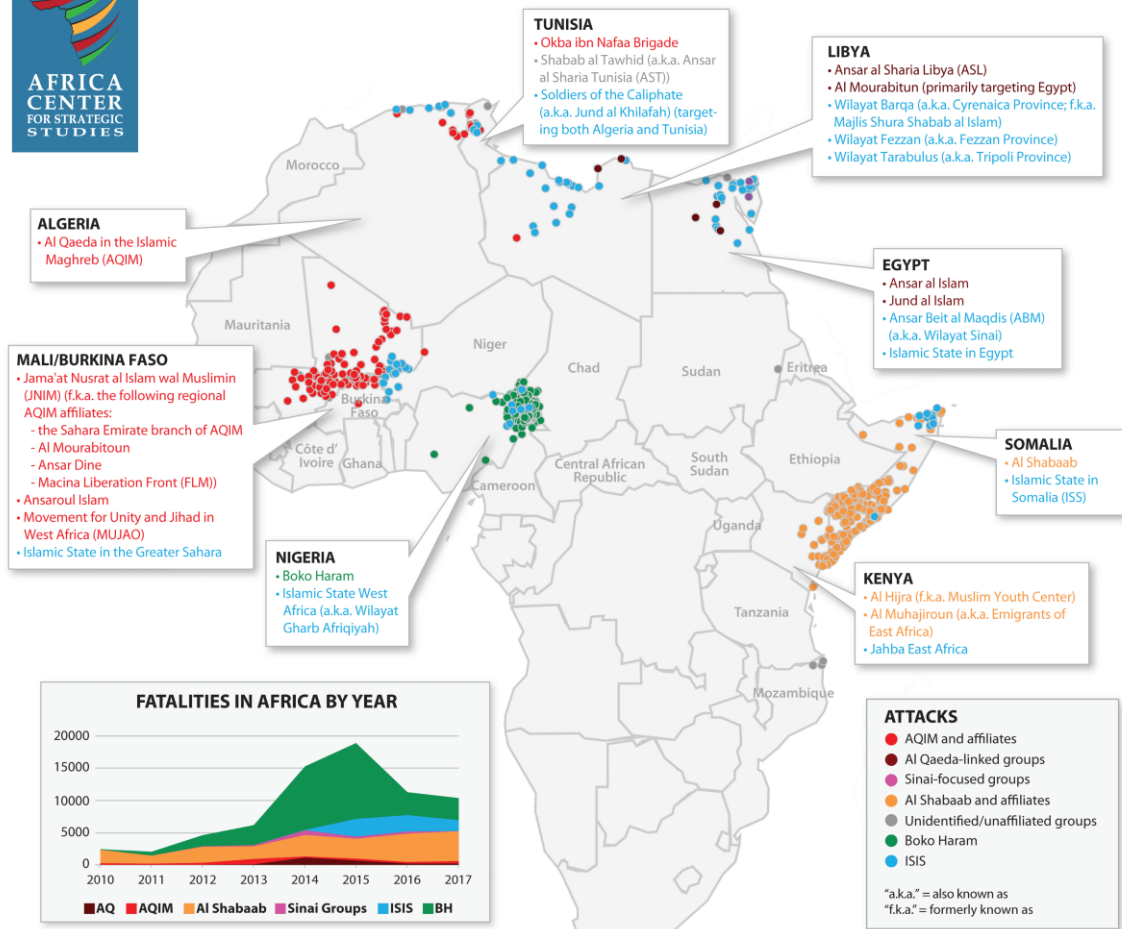 AFRICA
CENTER
FOR STRATEGIC
STUDIES
TUNISIA
• Okba ibn Nafaa Brigade
• Shabab al Tawhid (a.k.a. Ansar
al Sharia Tunisia (AST))
• Soldiers of the Caliphate
(a.k.a. Jund al Khilafah) (target-
ing both Algeria and Tunisia)
LIBYA
• Ansar al Sharia Libya (ASL)
• Al Mourabitun (primarily targeting Egypt)
• Wilayat Barqa (a.k.a. Cyrenaica Province; f.k.a.
Majlis Shura Shabab al Islam)
• Wilayat Fezzan (a.k.a. Fezzan Province)
• Wilayat Tarabulus (a.k.a. Tripoli Province)
Morocco
ALGERIA
• Al Qaeda in the Islamic
Maghreb (AQIM)
EGYPT
• Ansar al Islam
• Jund al Islam
• Ansar Beit al Maqdis (ABM)
(a.k.a. Wilayat Sinai)
• Islamic State in Egypt
Mauritania
Niger
Chad
Sudan
Eritrea
MALI/BURKINA FASO
• Jama'at Nusrat al Islam wal Muslimin
(JNIM) (f.k.a. the following regional
AQIM affiliates:
- the Sahara Emirate branch of AQIM
- Al Mourabitoun
- Ansar Dine
- Macina Liberation Front (FLM))
• Ansaroul Islam
• Movement for Unity and Jihad in
West Africa (MUJAO)
• Islamic State in the Greater Sahara
Burkina
Faso
Côte d'
Ivoire
Ghana
Cameroon
Central African
Republic
South
Sudan
Ethiopia
SOMALIA
• Al Shabaab
• Islamic State in
Somalia (ISS)
Uganda
NIGERIA
• Boko Haram
• Islamic State West
Africa (a.k.a. Wilayat
Gharb Afriqiyah)
KENYA
• Al Hijra (f.k.a. Muslim Youth Center)
• Al Muhajiroun (a.k.a. Emigrants of
East Africa)
• Jahba East Africa
Tanzania
Mozambique
FATALITIES IN AFRICA BY YEAR
20000
15000
10000
5000
0
2010 2011 2012 2013 2014 2015 2016 2017
AQ AQIM Al Shabaab Sinai Groups ISIS BH
ATTACKS
AQIM and affiliates
Al Qaeda-linked groups
Sinai-focused groups
Al Shabaab and affiliates
Unidentified/unaffiliated groups
Boko Haram
ISIS
"a.k.a." = also known as
"f.k.a." = formerly known as